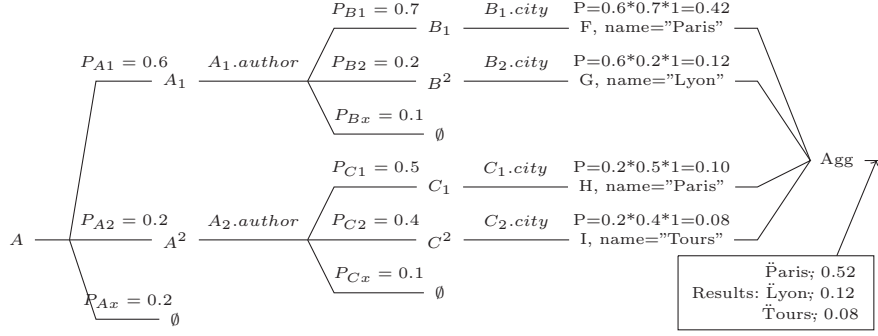 P_{B1} = 0.7
B_1
B_1.city
P=0.6*0.7*1=0.42
F, name="Paris"
P_{A1} = 0.6
A_1
A_1.author
P_{B2} = 0.2
B^2
B_2.city
P=0.6*0.2*1=0.12
G, name="Lyon"
P_{Bx} = 0.1
∅
P_{C1} = 0.5
C_1
C_1.city
P=0.2*0.5*1=0.10
H, name="Paris"
Agg
A
P_{A2} = 0.2
A^2
A_2.author
P_{C2} = 0.4
C^2
C_2.city
P=0.2*0.4*1=0.08
I, name="Tours"
P_{Cx} = 0.1
∅
P_{Ax} = 0.2
∅
P̈aris; 0.52
Results: L̈yon; 0.12
T̈ours; 0.08